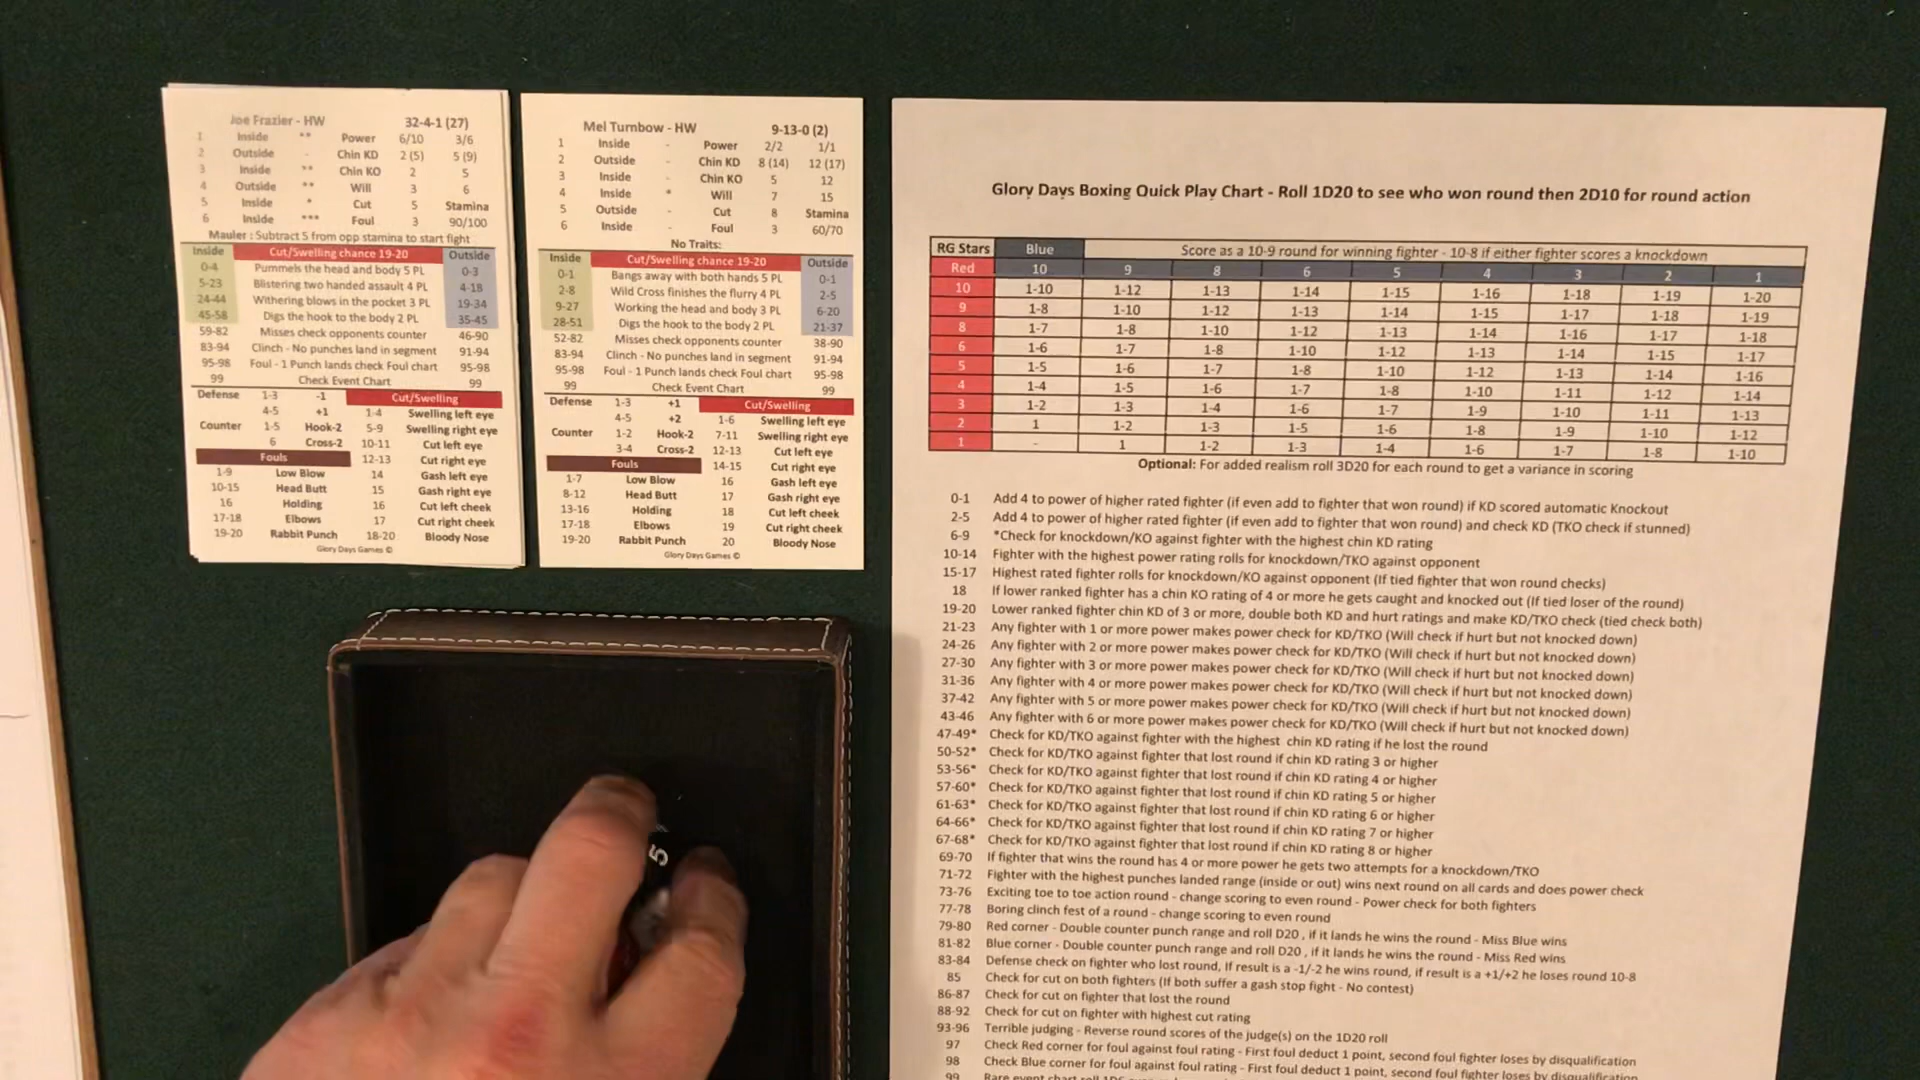 Joe Frazier - HW 32-4-1 (27)
1 Inside ** Power 6/10 3/6
2 Outside - Chin KD 2 (5) 5 (9)
3 Inside ** Chin KO 2 5
4 Outside ** Will 3 6
5 Inside * Cut 5 Stamina
6 Inside *** Foul 3 90/100
Mauler : Subtract 5 from opp stamina to start fight
Inside Cut/Swelling chance 19-20 Outside
0-4 Pummels the head and body 5 PL 0-3
5-23 Blistering two handed assault 4 PL 4-18
24-44 Withering blows in the pocket 3 PL 19-34
45-58 Digs the hook to the body 2 PL 35-45
59-82 Misses check opponents counter 46-90
83-94 Clinch - No punches land in segment 91-94
95-98 Foul - 1 Punch lands check Foul chart 95-98
99 Check Event Chart 99
Defense 1-3 -1 Cut/Swelling
4-5 +1 1-4 Swelling left eye
Counter 1-5 Hook-2 5-9 Swelling right eye
6 Cross-2 10-11 Cut left eye
Fouls 12-13 Cut right eye
1-9 Low Blow 14 Gash left eye
10-15 Head Butt 15 Gash right eye
16 Holding 16 Cut left cheek
17-18 Elbows 17 Cut right cheek
19-20 Rabbit Punch 18-20 Bloody Nose
Glory Days Games ©
Mel Turnbow - HW 9-13-0 (2)
1 Inside - Power 2/2 1/1
2 Outside - Chin KD 8 (14) 12 (17)
3 Inside - Chin KO 5 12
4 Inside * Will 7 15
5 Outside - Cut 8 Stamina
6 Inside - Foul 3 60/70
No Traits:
Inside Cut/Swelling chance 19-20 Outside
0-1 Bangs away with both hands 5 PL 0-1
2-8 Wild Cross finishes the flurry 4 PL 2-5
9-27 Working the head and body 3 PL 6-20
28-51 Digs the hook to the body 2 PL 21-37
52-82 Misses check opponents counter 38-90
83-94 Clinch - No punches land in segment 91-94
95-98 Foul - 1 Punch lands check Foul chart 95-98
99 Check Event Chart 99
Defense 1-3 +1 Cut/Swelling
4-5 +2 1-6 Swelling left eye
Counter 1-2 Hook-2 7-11 Swelling right eye
3-4 Cross-2 12-13 Cut left eye
Fouls 14-15 Cut right eye
1-7 Low Blow 16 Gash left eye
8-12 Head Butt 17 Gash right eye
13-16 Holding 18 Cut left cheek
17-18 Elbows 19 Cut right cheek
19-20 Rabbit Punch 20 Bloody Nose
Glory Days Games ©
5
Glory Days Boxing Quick Play Chart - Roll 1D20 to see who won round then 2D10 for round action
RG Stars Blue Score as a 10-9 round for winning fighter - 10-8 if either fighter scores a knockdown
Red 10 9 8 6 5 4 3 2 1
10 1-10 1-12 1-13 1-14 1-15 1-16 1-18 1-19 1-20
9 1-8 1-10 1-12 1-13 1-14 1-15 1-17 1-18 1-19
8 1-7 1-8 1-10 1-12 1-13 1-14 1-16 1-17 1-18
6 1-6 1-7 1-8 1-10 1-12 1-13 1-14 1-15 1-17
5 1-5 1-6 1-7 1-8 1-10 1-12 1-13 1-14 1-16
4 1-4 1-5 1-6 1-7 1-8 1-10 1-11 1-12 1-14
3 1-2 1-3 1-4 1-6 1-7 1-9 1-10 1-11 1-13
2 1 1-2 1-3 1-5 1-6 1-8 1-9 1-10 1-12
1 - 1 1-2 1-3 1-4 1-6 1-7 1-8 1-10
Optional: For added realism roll 3D20 for each round to get a variance in scoring
0-1 Add 4 to power of higher rated fighter (if even add to fighter that won round) if KD scored automatic Knockout
2-5 Add 4 to power of higher rated fighter (if even add to fighter that won round) and check KD (TKO check if stunned)
6-9 *Check for knockdown/KO against fighter with the highest chin KD rating
10-14 Fighter with the highest power rating rolls for knockdown/TKO against opponent
15-17 Highest rated fighter rolls for knockdown/KO against opponent (If tied fighter that won round checks)
18 If lower ranked fighter has a chin KO rating of 4 or more he gets caught and knocked out (If tied loser of the round)
19-20 Lower ranked fighter chin KD of 3 or more, double both KD and hurt ratings and make KD/TKO check (tied check both)
21-23 Any fighter with 1 or more power makes power check for KD/TKO (Will check if hurt but not knocked down)
24-26 Any fighter with 2 or more power makes power check for KD/TKO (Will check if hurt but not knocked down)
27-30 Any fighter with 3 or more power makes power check for KD/TKO (Will check if hurt but not knocked down)
31-36 Any fighter with 4 or more power makes power check for KD/TKO (Will check if hurt but not knocked down)
37-42 Any fighter with 5 or more power makes power check for KD/TKO (Will check if hurt but not knocked down)
43-46 Any fighter with 6 or more power makes power check for KD/TKO (Will check if hurt but not knocked down)
47-49* Check for KD/TKO against fighter with the highest chin KD rating if he lost the round
50-52* Check for KD/TKO against fighter that lost round if chin KD rating 3 or higher
53-56* Check for KD/TKO against fighter that lost round if chin KD rating 4 or higher
57-60* Check for KD/TKO against fighter that lost round if chin KD rating 5 or higher
61-63* Check for KD/TKO against fighter that lost round if chin KD rating 6 or higher
64-66* Check for KD/TKO against fighter that lost round if chin KD rating 7 or higher
67-68* Check for KD/TKO against fighter that lost round if chin KD rating 8 or higher
69-70 If fighter that wins the round has 4 or more power he gets two attempts for a knockdown/TKO
71-72 Fighter with the highest punches landed range (inside or out) wins next round on all cards and does power check
73-76 Exciting toe to toe action round - change scoring to even round - Power check for both fighters
77-78 Boring clinch fest of a round - change scoring to even round
79-80 Red corner - Double counter punch range and roll D20 , if it lands he wins the round - Miss Blue wins
81-82 Blue corner - Double counter punch range and roll D20 , if it lands he wins the round - Miss Red wins
83-84 Defense check on fighter who lost round, if result is a -1/-2 he wins round, if result is a +1/+2 he loses round 10-8
85 Check for cut on both fighters (If both suffer a gash stop fight - No contest)
86-87 Check for cut on fighter that lost the round
88-92 Check for cut on fighter with highest cut rating
93-96 Terrible judging - Reverse round scores of the judge(s) on the 1D20 roll
97 Check Red corner for foul against foul rating - First foul deduct 1 point, second foul fighter loses by disqualification
98 Check Blue corner for foul against foul rating - First foul deduct 1 point, second foul fighter loses by disqualification
99 Rare event chart roll